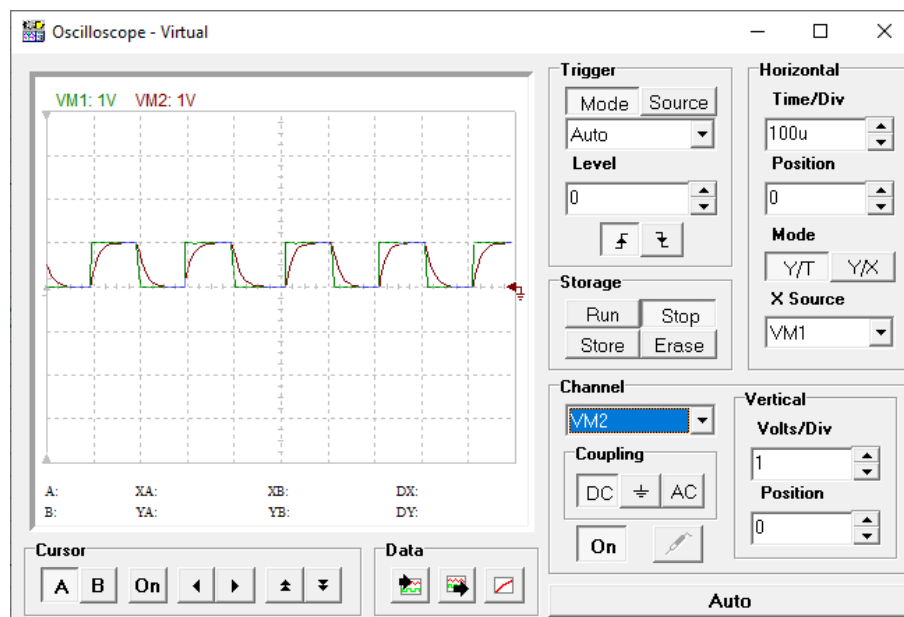 Oscilloscope - Virtual
VM1: 1V VM2: 1V
A: XA: XB: DX:
B: YA: YB: DY:
Cursor
A B On
Data
Trigger
Mode Source
Auto
Level
0
Storage
Run Stop
Store Erase
Horizontal
Time/Div
100u
Position
0
Mode
Y/T Y/X
X Source
VM1
Channel
VM2
Coupling
DC AC
On
Vertical
Volts/Div
1
Position
0
Auto